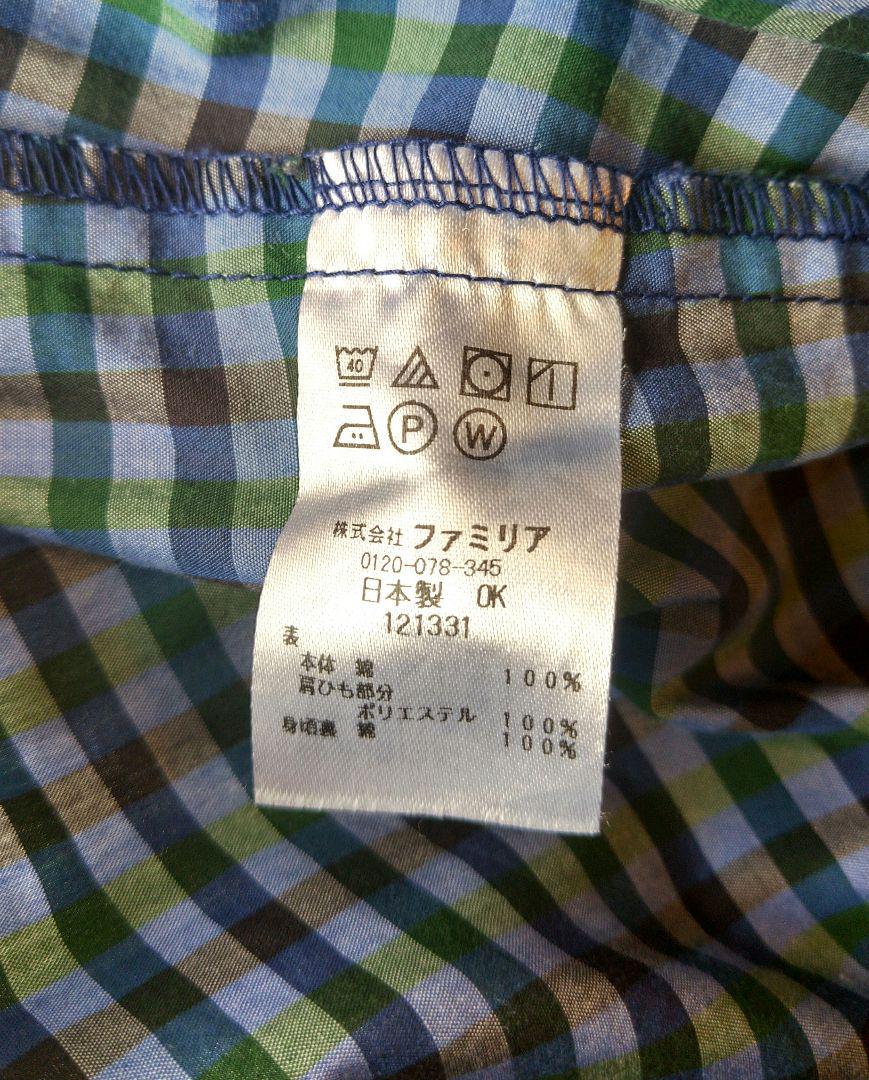 40
P W
株式会社 ファミリア
0120-078-345
日本製 OK
121331
表
本体 綿 100%
肩ひも部分
ポリエステル 100%
身頃裏 綿 100%